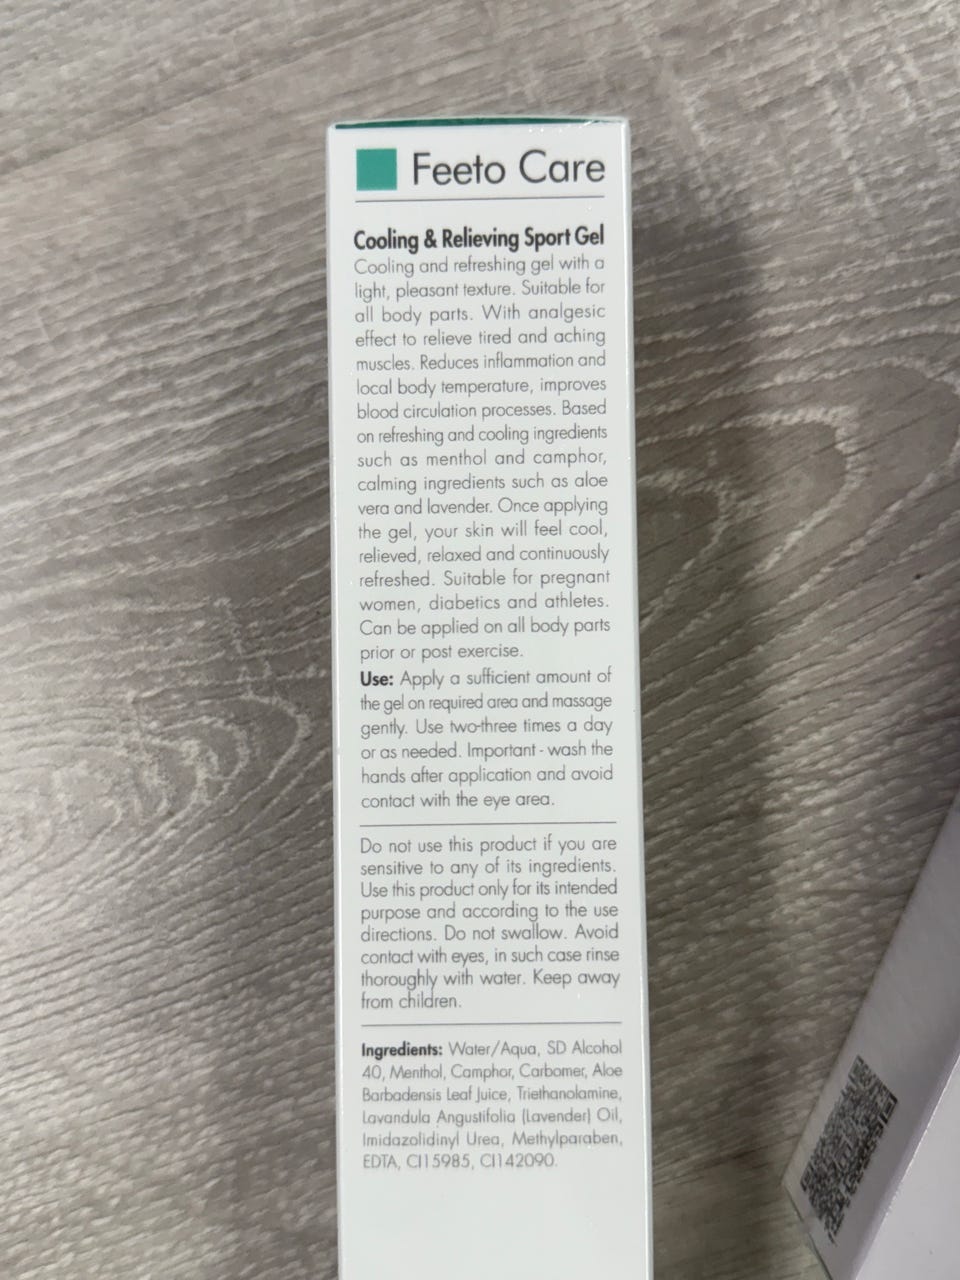 Feeto Care
Cooling & Relieving Sport Gel
Cooling and refreshing gel with a
light, pleasant texture. Suitable for
all body parts. With analgesic
effect to relieve tired and aching
muscles. Reduces inflammation and
local body temperature, improves
blood circulation processes. Based
on refreshing and cooling ingredients
such as menthol and camphor,
calming ingredients such as aloe
vera and lavender. Once applying
the gel, your skin will feel cool,
relieved, relaxed and continuously
refreshed. Suitable for pregnant
women, diabetics and athletes.
Can be applied on all body parts
prior or post exercise.
Use: Apply a sufficient amount of
the gel on required area and massage
gently. Use two-three times a day
or as needed. Important - wash the
hands after application and avoid
contact with the eye area.
Do not use this product if you are
sensitive to any of its ingredients.
Use this product only for its intended
purpose and according to the use
directions. Do not swallow. Avoid
contact with eyes, in such case rinse
thoroughly with water. Keep away
from children.
Ingredients: Water/Aqua, SD Alcohol
40, Menthol, Camphor, Carbomer, Aloe
Barbadensis Leaf Juice, Triethanolamine,
Lavandula Angustifolia (Lavender) Oil,
Imidazolidinyl Urea, Methylparaben,
EDTA, CI15985, CI142090.